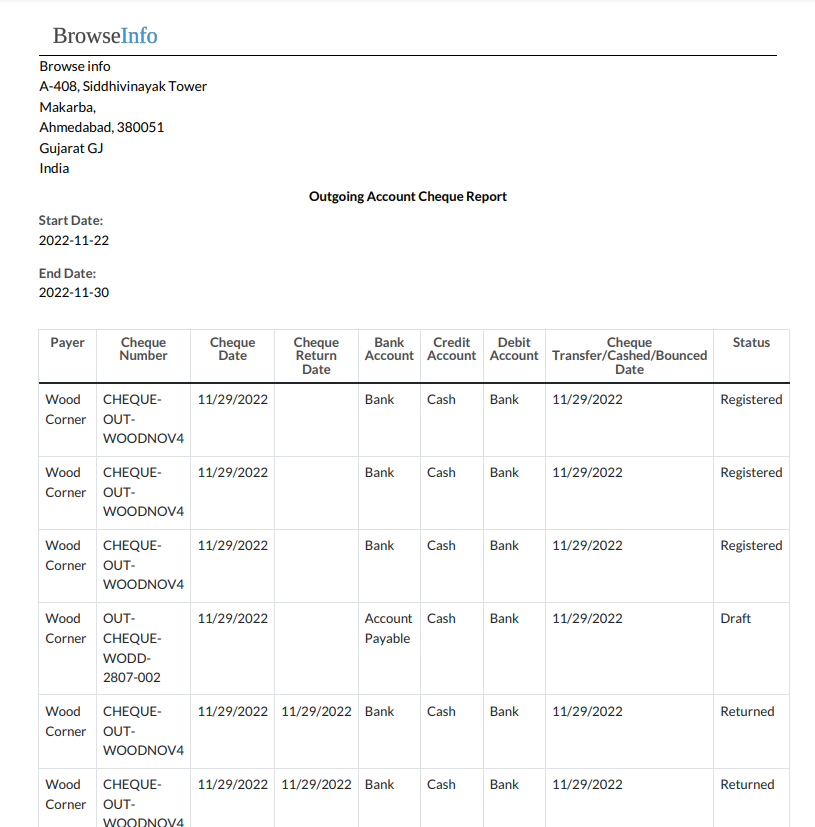 BrowseInfo
Browse info
A-408, Siddhivinayak Tower
Makarba,
Ahmedabad, 380051
Gujarat GJ
India
Outgoing Account Cheque Report
Start Date:
2022-11-22
End Date:
2022-11-30
Payer Cheque Number Cheque Date Cheque Return Date Bank Account Credit Account Debit Account Cheque Transfer/Cashed/Bounced Date Status
Wood Corner CHEQUE-OUT-WOODNOV4 11/29/2022 Bank Cash Bank 11/29/2022 Registered
Wood Corner CHEQUE-OUT-WOODNOV4 11/29/2022 Bank Cash Bank 11/29/2022 Registered
Wood Corner CHEQUE-OUT-WOODNOV4 11/29/2022 Bank Cash Bank 11/29/2022 Registered
Wood Corner OUT-CHEQUE-WODD-2807-002 11/29/2022 Account Payable Cash Bank 11/29/2022 Draft
Wood Corner CHEQUE-OUT-WOODNOV4 11/29/2022 11/29/2022 Bank Cash Bank 11/29/2022 Returned
Wood Corner CHEQUE-OUT-WOODNOV4 11/29/2022 11/29/2022 Bank Cash Bank 11/29/2022 Returned